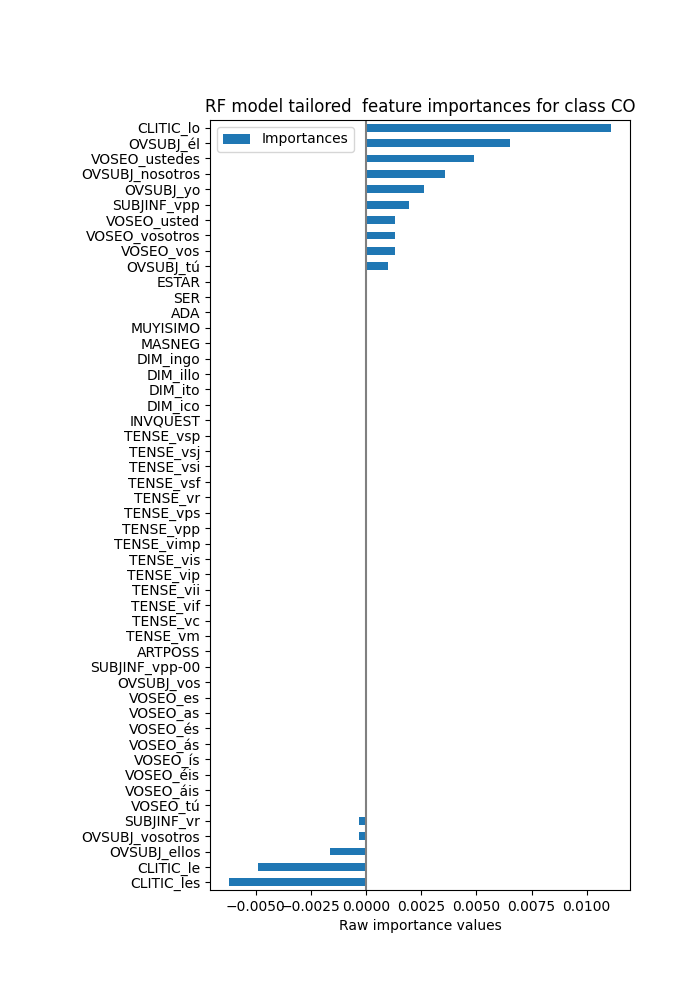 RF model tailored  feature importances for class CO
Importances
CLITIC_lo
OVSUBJ_él
VOSEO_ustedes
OVSUBJ_nosotros
OVSUBJ_yo
SUBJINF_vpp
VOSEO_usted
VOSEO_vosotros
VOSEO_vos
OVSUBJ_tú
ESTAR
SER
ADA
MUYISIMO
MASNEG
DIM_ingo
DIM_illo
DIM_ito
DIM_ico
INVQUEST
TENSE_vsp
TENSE_vsj
TENSE_vsi
TENSE_vsf
TENSE_vr
TENSE_vps
TENSE_vpp
TENSE_vimp
TENSE_vis
TENSE_vip
TENSE_vii
TENSE_vif
TENSE_vc
TENSE_vm
ARTPOSS
SUBJINF_vpp-00
OVSUBJ_vos
VOSEO_es
VOSEO_as
VOSEO_és
VOSEO_ás
VOSEO_ís
VOSEO_éis
VOSEO_áis
VOSEO_tú
SUBJINF_vr
OVSUBJ_vosotros
OVSUBJ_ellos
CLITIC_le
CLITIC_les
−0.0050 −0.0025 0.0000 0.0025 0.0050 0.0075 0.0100
Raw importance values